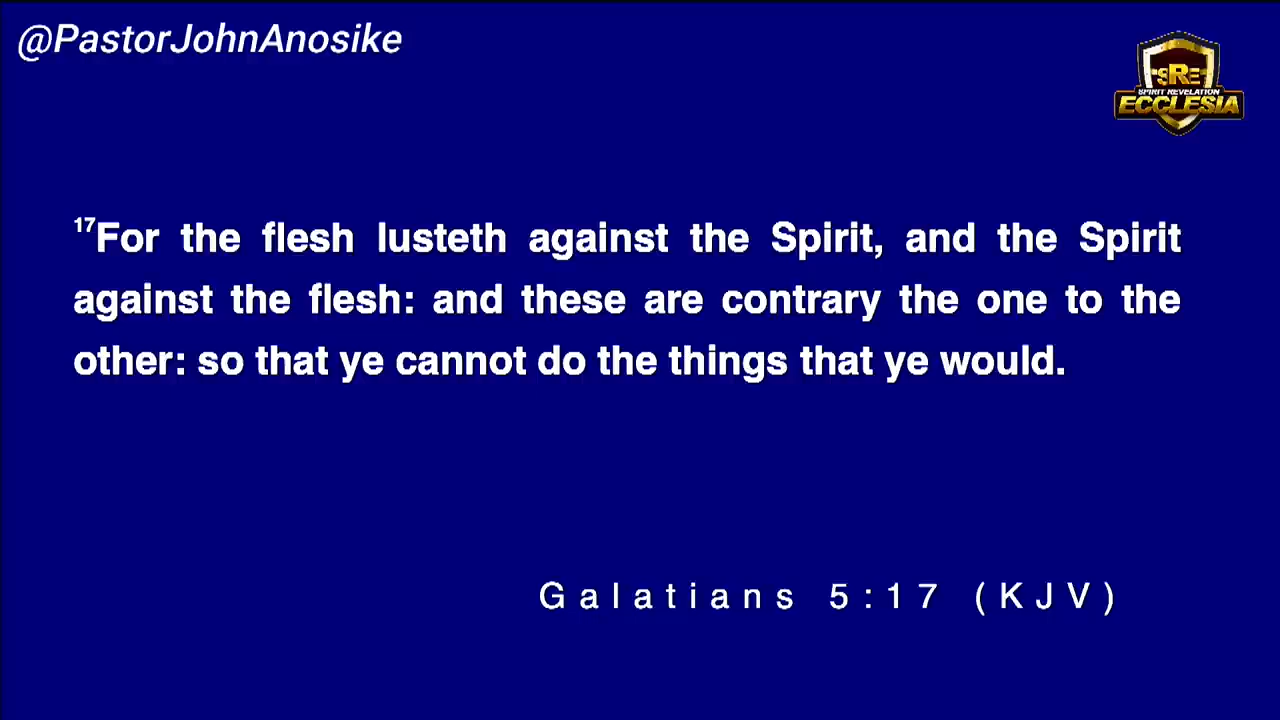 @PastorJohnAnosike
SRE
SPIRIT REVELATION
ECCLESIA
¹⁷For the flesh lusteth against the Spirit, and the Spirit
against the flesh: and these are contrary the one to the
other: so that ye cannot do the things that ye would.
Galatians 5:17 (KJV)